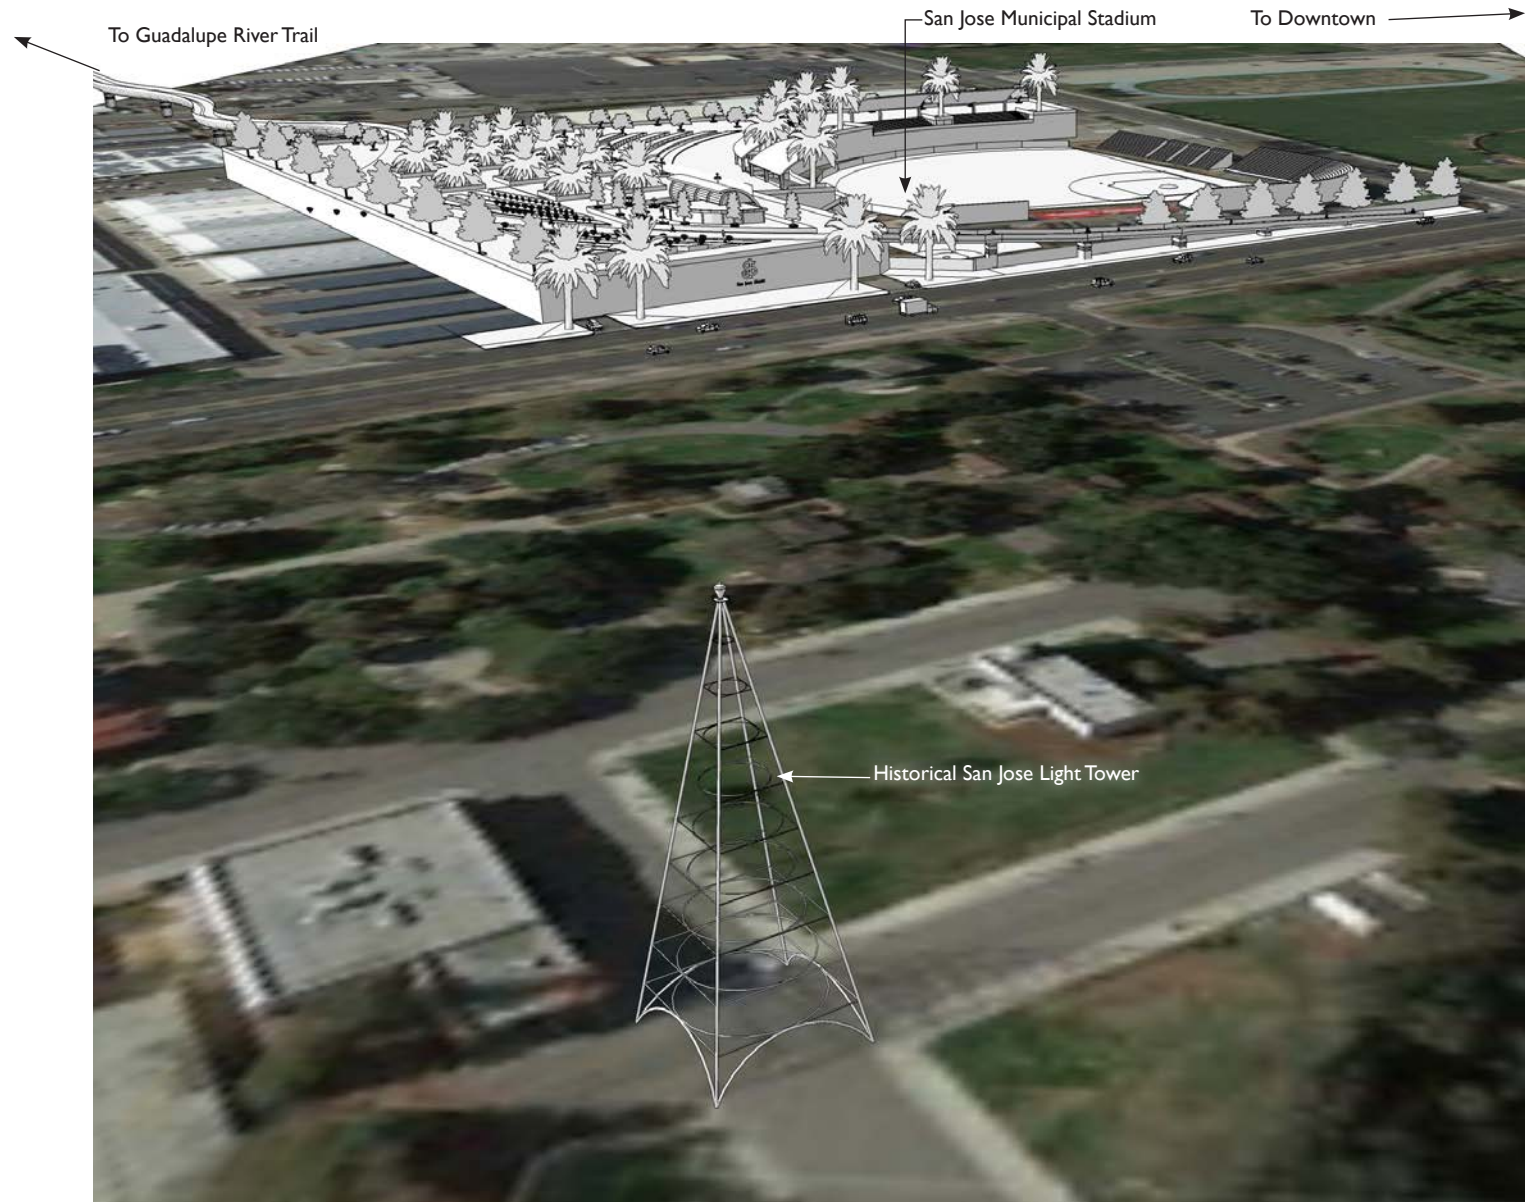 To Guadalupe River Trail
San Jose Municipal Stadium
To Downtown
Historical San Jose Light Tower